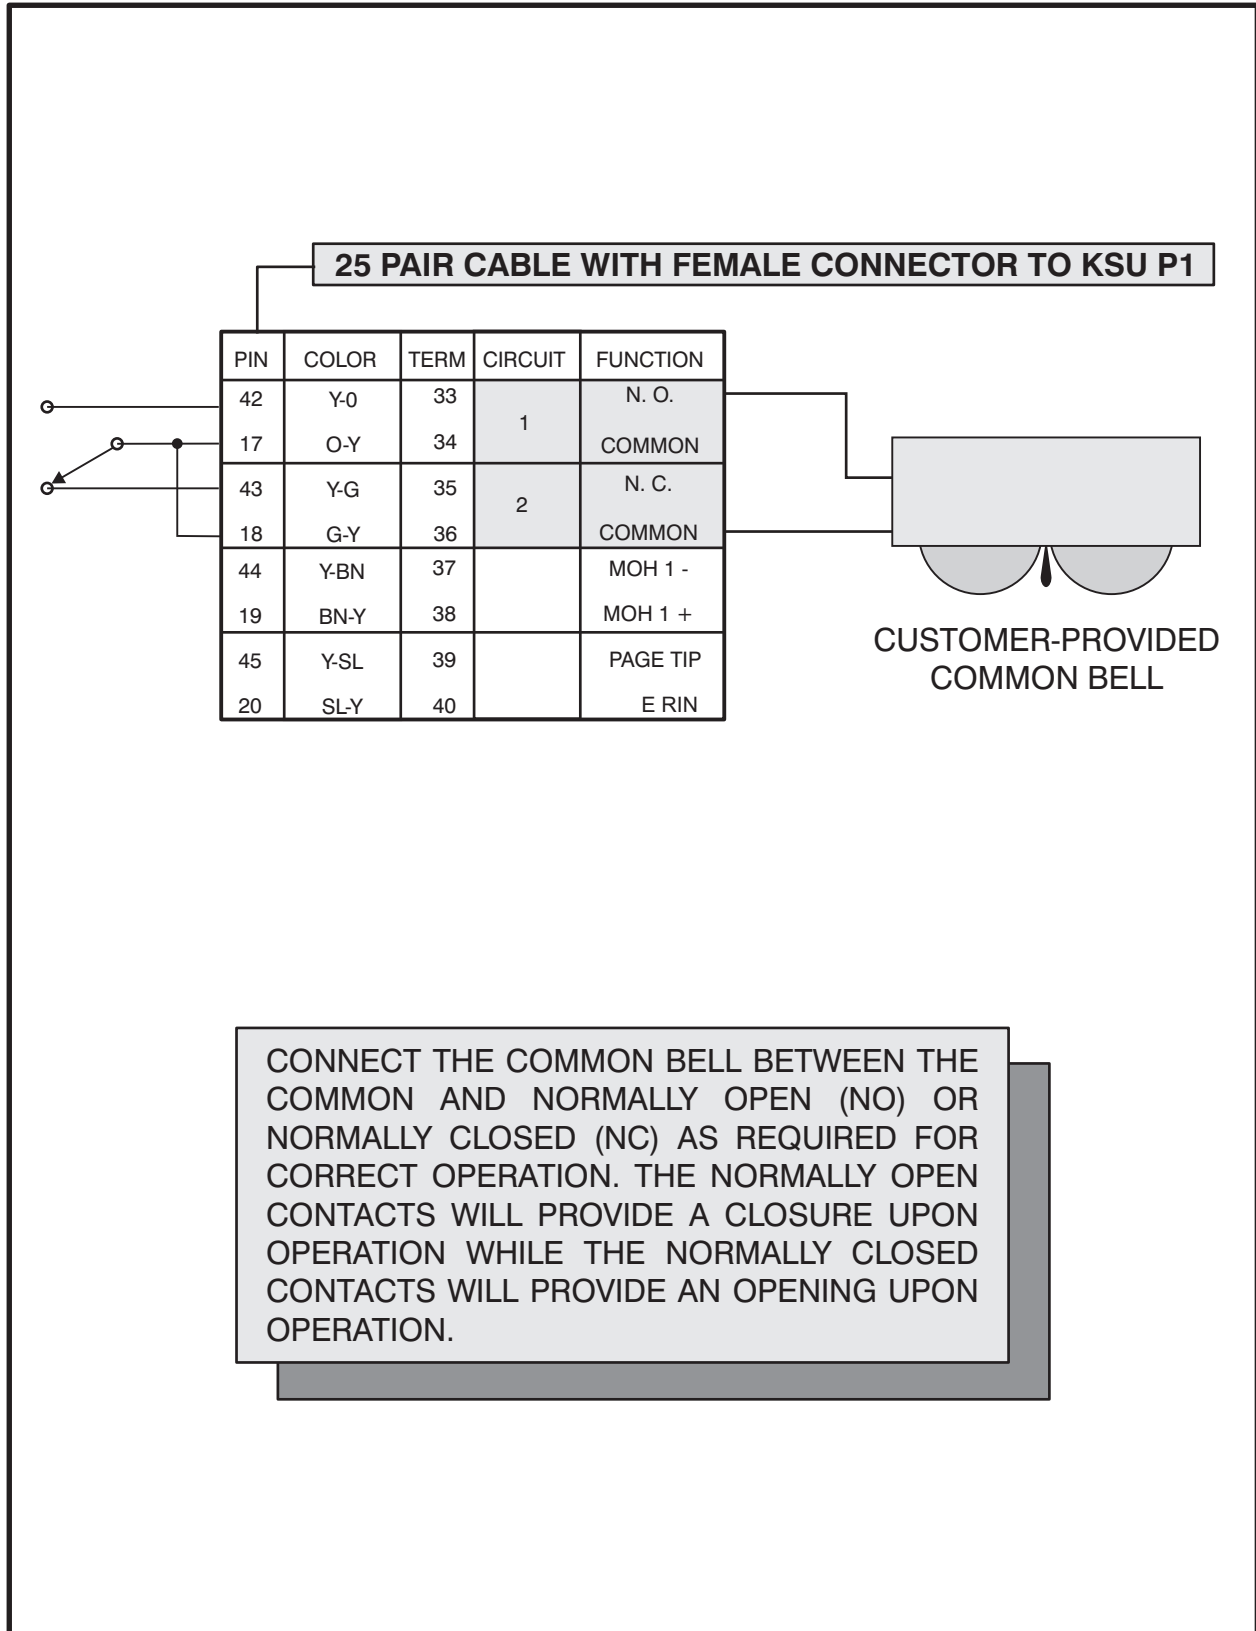 25 PAIR CABLE WITH FEMALE CONNECTOR TO KSU P1
PIN COLOR TERM CIRCUIT FUNCTION
42 Y-0 33 1 N. O.
17 O-Y 34 COMMON
43 Y-G 35 2 N. C.
18 G-Y 36 COMMON
44 Y-BN 37 MOH 1 -
19 BN-Y 38 MOH 1 +
45 Y-SL 39 PAGE TIP
20 SL-Y 40 E RIN
CUSTOMER-PROVIDED
COMMON BELL
CONNECT THE COMMON BELL BETWEEN THE
COMMON AND NORMALLY OPEN (NO) OR
NORMALLY CLOSED (NC) AS REQUIRED FOR
CORRECT OPERATION. THE NORMALLY OPEN
CONTACTS WILL PROVIDE A CLOSURE UPON
OPERATION WHILE THE NORMALLY CLOSED
CONTACTS WILL PROVIDE AN OPENING UPON
OPERATION.